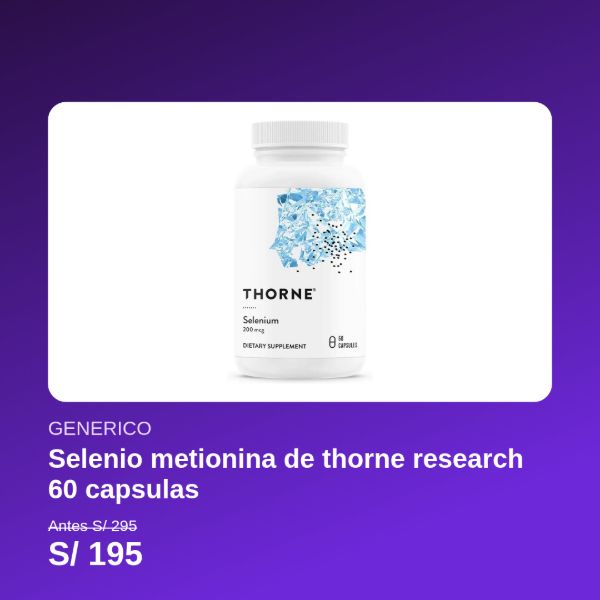 THORNE®
Selenium
200 mcg
DIETARY SUPPLEMENT
60
CAPSULES
GENERICO
Selenio metionina de thorne research
60 capsulas
Antes S/ 295
S/ 195